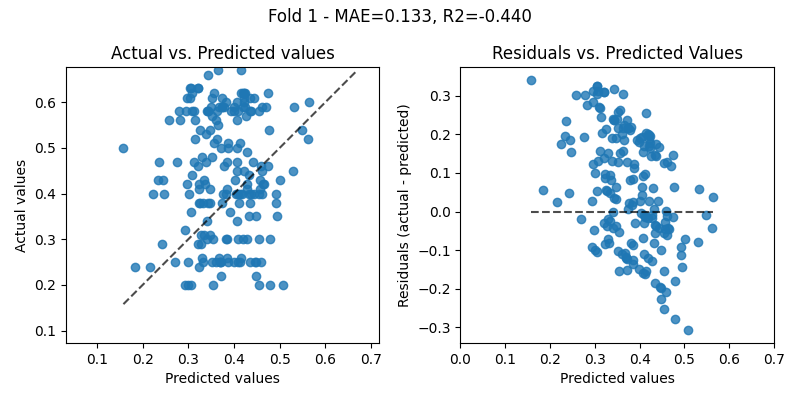 Fold 1 - MAE=0.133, R2=-0.440
Actual vs. Predicted values
Actual values
0.6
0.5
0.4
0.3
0.2
0.1
0.1 0.2 0.3 0.4 0.5 0.6 0.7
Predicted values
Residuals vs. Predicted Values
Residuals (actual - predicted)
0.3
0.2
0.1
0.0
−0.1
−0.2
−0.3
0.0 0.1 0.2 0.3 0.4 0.5 0.6 0.7
Predicted values